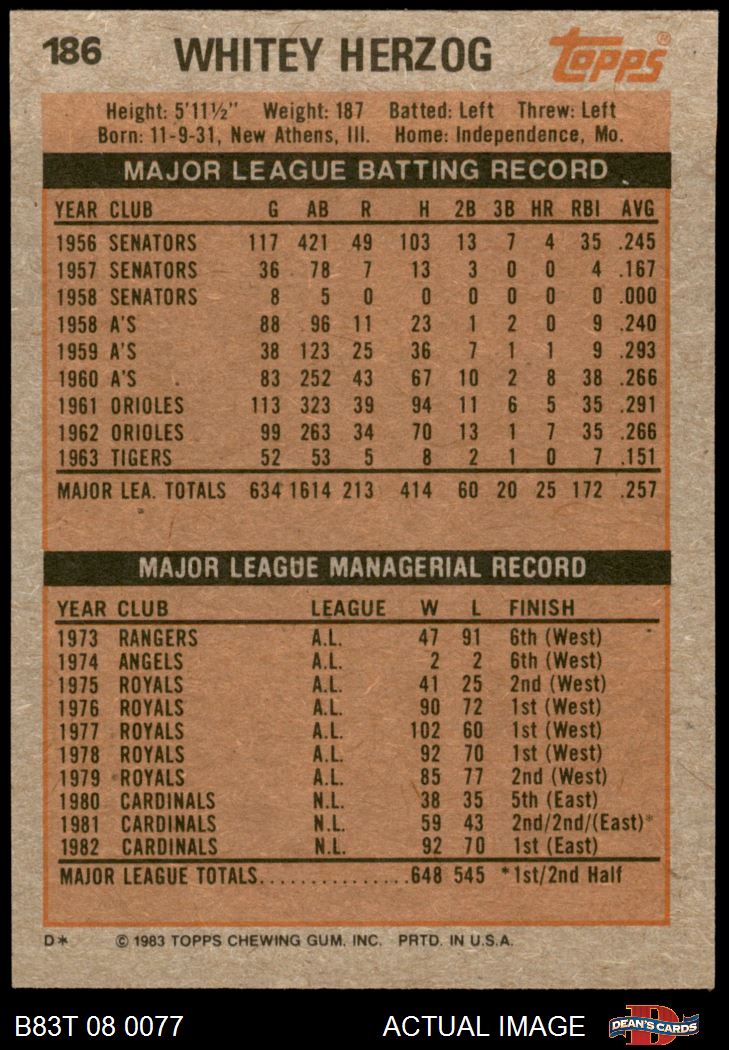 186 WHITEY HERZOG Topps®
Height: 5'11½" Weight: 187 Batted: Left Threw: Left
Born: 11-9-31, New Athens, Ill. Home: Independence, Mo.
MAJOR LEAGUE BATTING RECORD
YEAR CLUB G AB R H 2B 3B HR RBI AVG
1956 SENATORS 117 421 49 103 13 7 4 35 .245
1957 SENATORS 36 78 7 13 3 0 0 4 .167
1958 SENATORS 8 5 0 0 0 0 0 0 .000
1958 A'S 88 96 11 23 1 2 0 9 .240
1959 A'S 38 123 25 36 7 1 1 9 .293
1960 A'S 83 252 43 67 10 2 8 38 .266
1961 ORIOLES 113 323 39 94 11 6 5 35 .291
1962 ORIOLES 99 263 34 70 13 1 7 35 .266
1963 TIGERS 52 53 5 8 2 1 0 7 .151
MAJOR LEA. TOTALS 634 1614 213 414 60 20 25 172 .257
MAJOR LEAGUE MANAGERIAL RECORD
YEAR CLUB LEAGUE W L FINISH
1973 RANGERS A.L. 47 91 6th (West)
1974 ANGELS A.L. 2 2 6th (West)
1975 ROYALS A.L. 41 25 2nd (West)
1976 ROYALS A.L. 90 72 1st (West)
1977 ROYALS A.L. 102 60 1st (West)
1978 ROYALS A.L. 92 70 1st (West)
1979 ROYALS A.L. 85 77 2nd (West)
1980 CARDINALS N.L. 38 35 5th (East)
1981 CARDINALS N.L. 59 43 2nd/2nd/(East)*
1982 CARDINALS N.L. 92 70 1st (East)
MAJOR LEAGUE TOTALS...............648 545 *1st/2nd Half
D* © 1983 TOPPS CHEWING GUM, INC. PRTD. IN U.S.A.
B83T 08 0077 ACTUAL IMAGE D DEAN'S CARDS